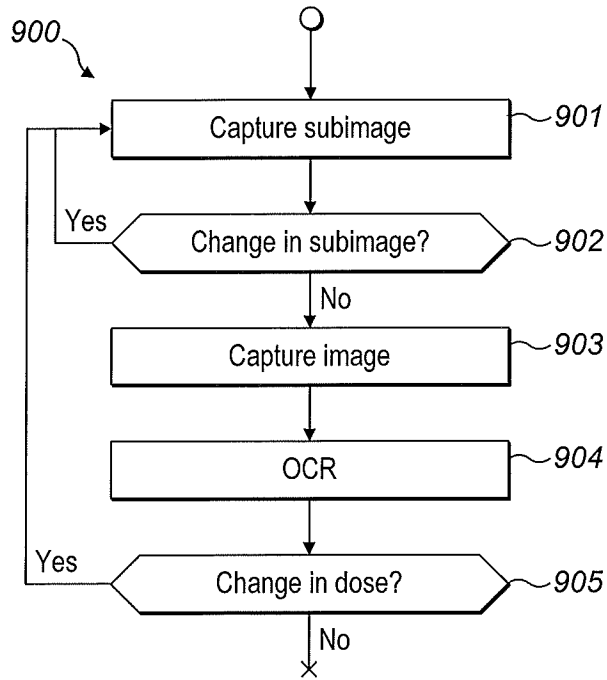 900
Capture subimage 901
Yes
Change in subimage? 902
No
Capture image 903
OCR 904
Yes
Change in dose? 905
No